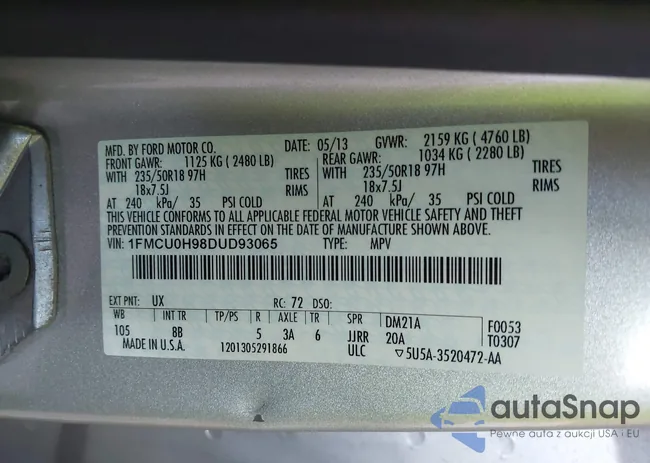 MFD. BY FORD MOTOR CO. DATE: 05/13 GVWR: 2159 KG ( 4760 LB)
FRONT GAWR: 1125 KG ( 2480 LB) REAR GAWR: 1034 KG ( 2280 LB)
WITH 235/50R18 97H TIRES WITH 235/50R18 97H TIRES
18x7.5J RIMS 18x7.5J RIMS
AT 240 kPa/ 35 PSI COLD AT 240 kPa/ 35 PSI COLD
THIS VEHICLE CONFORMS TO ALL APPLICABLE FEDERAL MOTOR VEHICLE SAFETY AND THEFT
PREVENTION STANDARDS IN EFFECT ON THE DATE OF MANUFACTURE SHOWN ABOVE.
VIN: 1FMCU0H98DUD93065 TYPE: MPV
EXT PNT: UX RC: 72 DSO:
WB INT TR TP/PS R AXLE TR SPR DM21A F0053
105 8B 5 3A 6 JJRR 20A T0307
MADE IN U.S.A. 1201305291866 ULC 5U5A-3520472-AA
autaSnap
Pewne auta z aukcji USA i EU